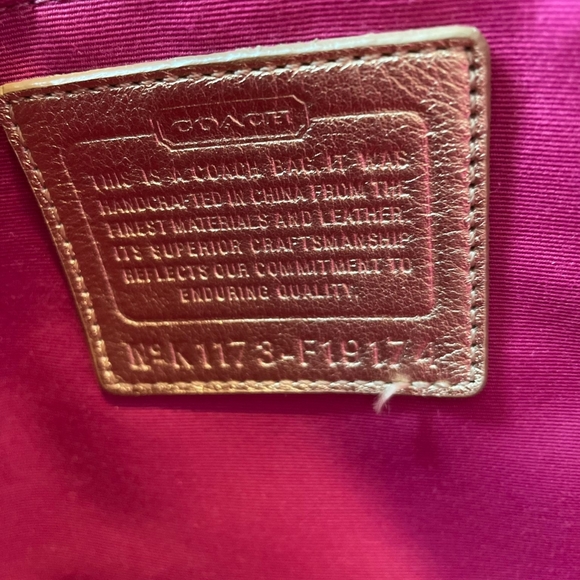 COACH
THIS IS A COACH BAG. IT WAS
HANDCRAFTED IN CHINA FROM THE
FINEST MATERIALS AND LEATHER.
ITS SUPERIOR CRAFTSMANSHIP
REFLECTS OUR COMMITMENT TO
ENDURING QUALITY.
No K1173-F19174